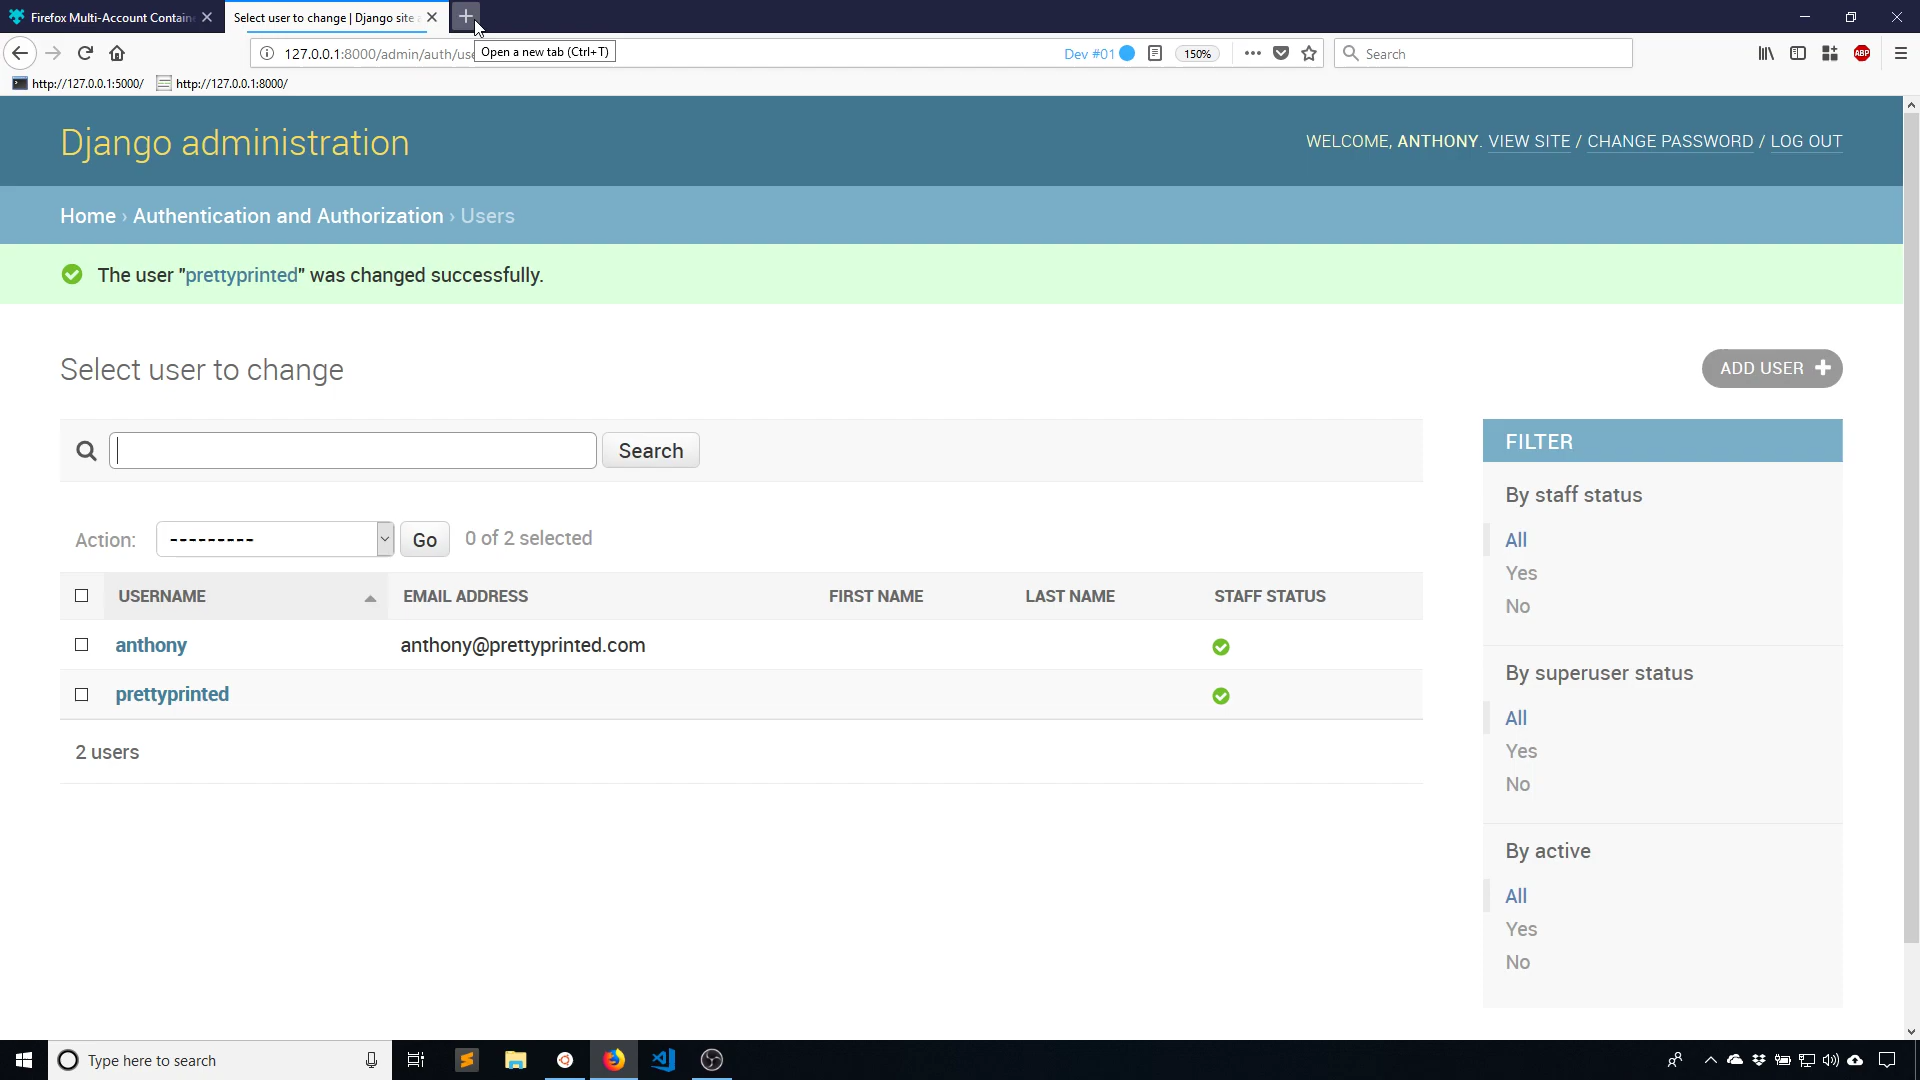 Firefox Multi-Account Contain
Select user to change | Django site a
Open a new tab (Ctrl+T)
127.0.0.1:8000/admin/auth/use
Dev #01
150%
Search
http://127.0.0.1:5000/
http://127.0.0.1:8000/
Django administration
WELCOME, ANTHONY. VIEW SITE / CHANGE PASSWORD / LOG OUT
Home › Authentication and Authorization › Users
The user "prettyprinted" was changed successfully.
Select user to change
ADD USER
Search
Action: --------- Go 0 of 2 selected
USERNAME EMAIL ADDRESS FIRST NAME LAST NAME STAFF STATUS
anthony anthony@prettyprinted.com
prettyprinted
2 users
FILTER
By staff status
All
Yes
No
By superuser status
All
Yes
No
By active
All
Yes
No
Type here to search
ABP